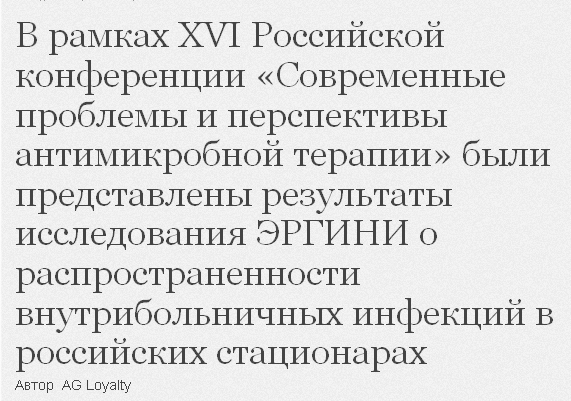 В рамках XVI Российской
конференции «Современные
проблемы и перспективы
антимикробной терапии» были
представлены результаты
исследования ЭРГИНИ о
распространенности
внутрибольничных инфекций в
российских стационарах
Автор AG Loyalty